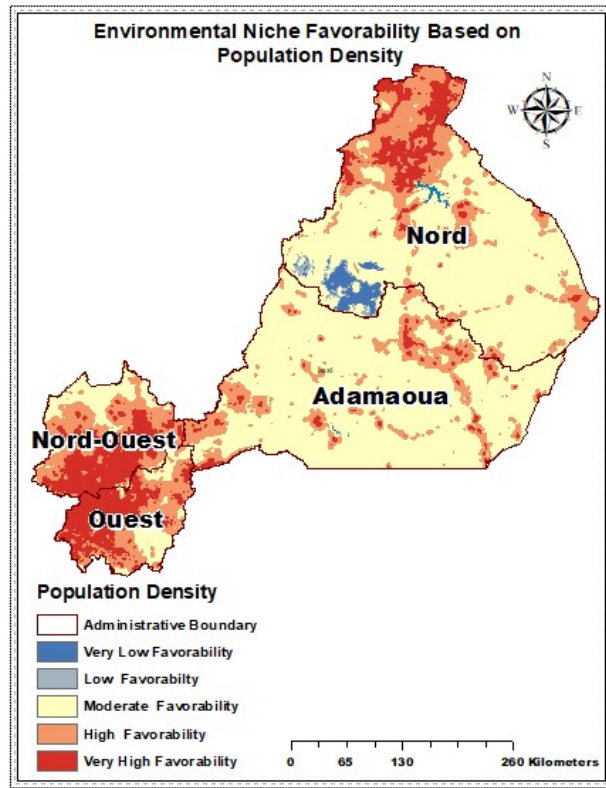 Environmental Niche Favorability Based on
Population Density
N
W E
S
Nord
Adamaoua
Nord-Ouest
Ouest
Population Density
Administrative Boundary
Very Low Favorability
Low Favorabilty
Moderate Favorability
High Favorability
Very High Favorability
0 65 130 260 Kilometers